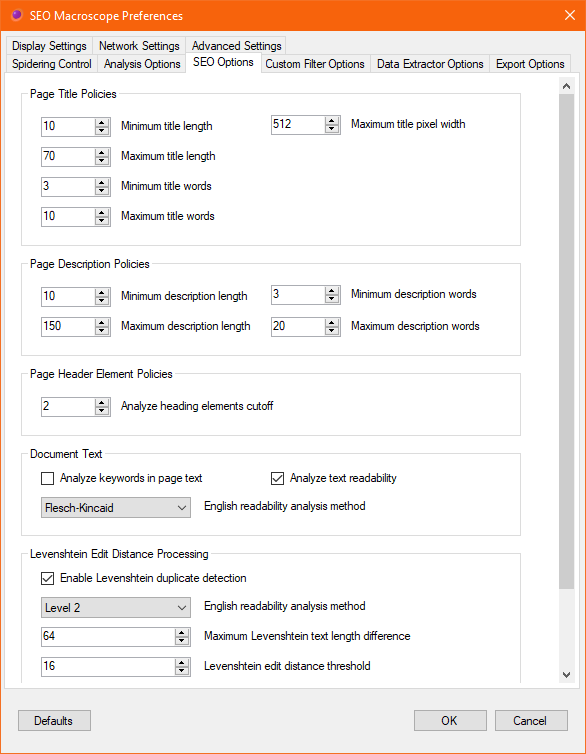 SEO Macroscope Preferences
Display Settings Network Settings Advanced Settings
Spidering Control Analysis Options SEO Options Custom Filter Options Data Extractor Options Export Options
Page Title Policies
10 Minimum title length 512 Maximum title pixel width
70 Maximum title length
3 Minimum title words
10 Maximum title words
Page Description Policies
10 Minimum description length 3 Minimum description words
150 Maximum description length 20 Maximum description words
Page Header Element Policies
2 Analyze heading elements cutoff
Document Text
Analyze keywords in page text Analyze text readability
Flesch-Kincaid English readability analysis method
Levenshtein Edit Distance Processing
Enable Levenshtein duplicate detection
Level 2 English readability analysis method
64 Maximum Levenshtein text length difference
16 Levenshtein edit distance threshold
Defaults OK Cancel